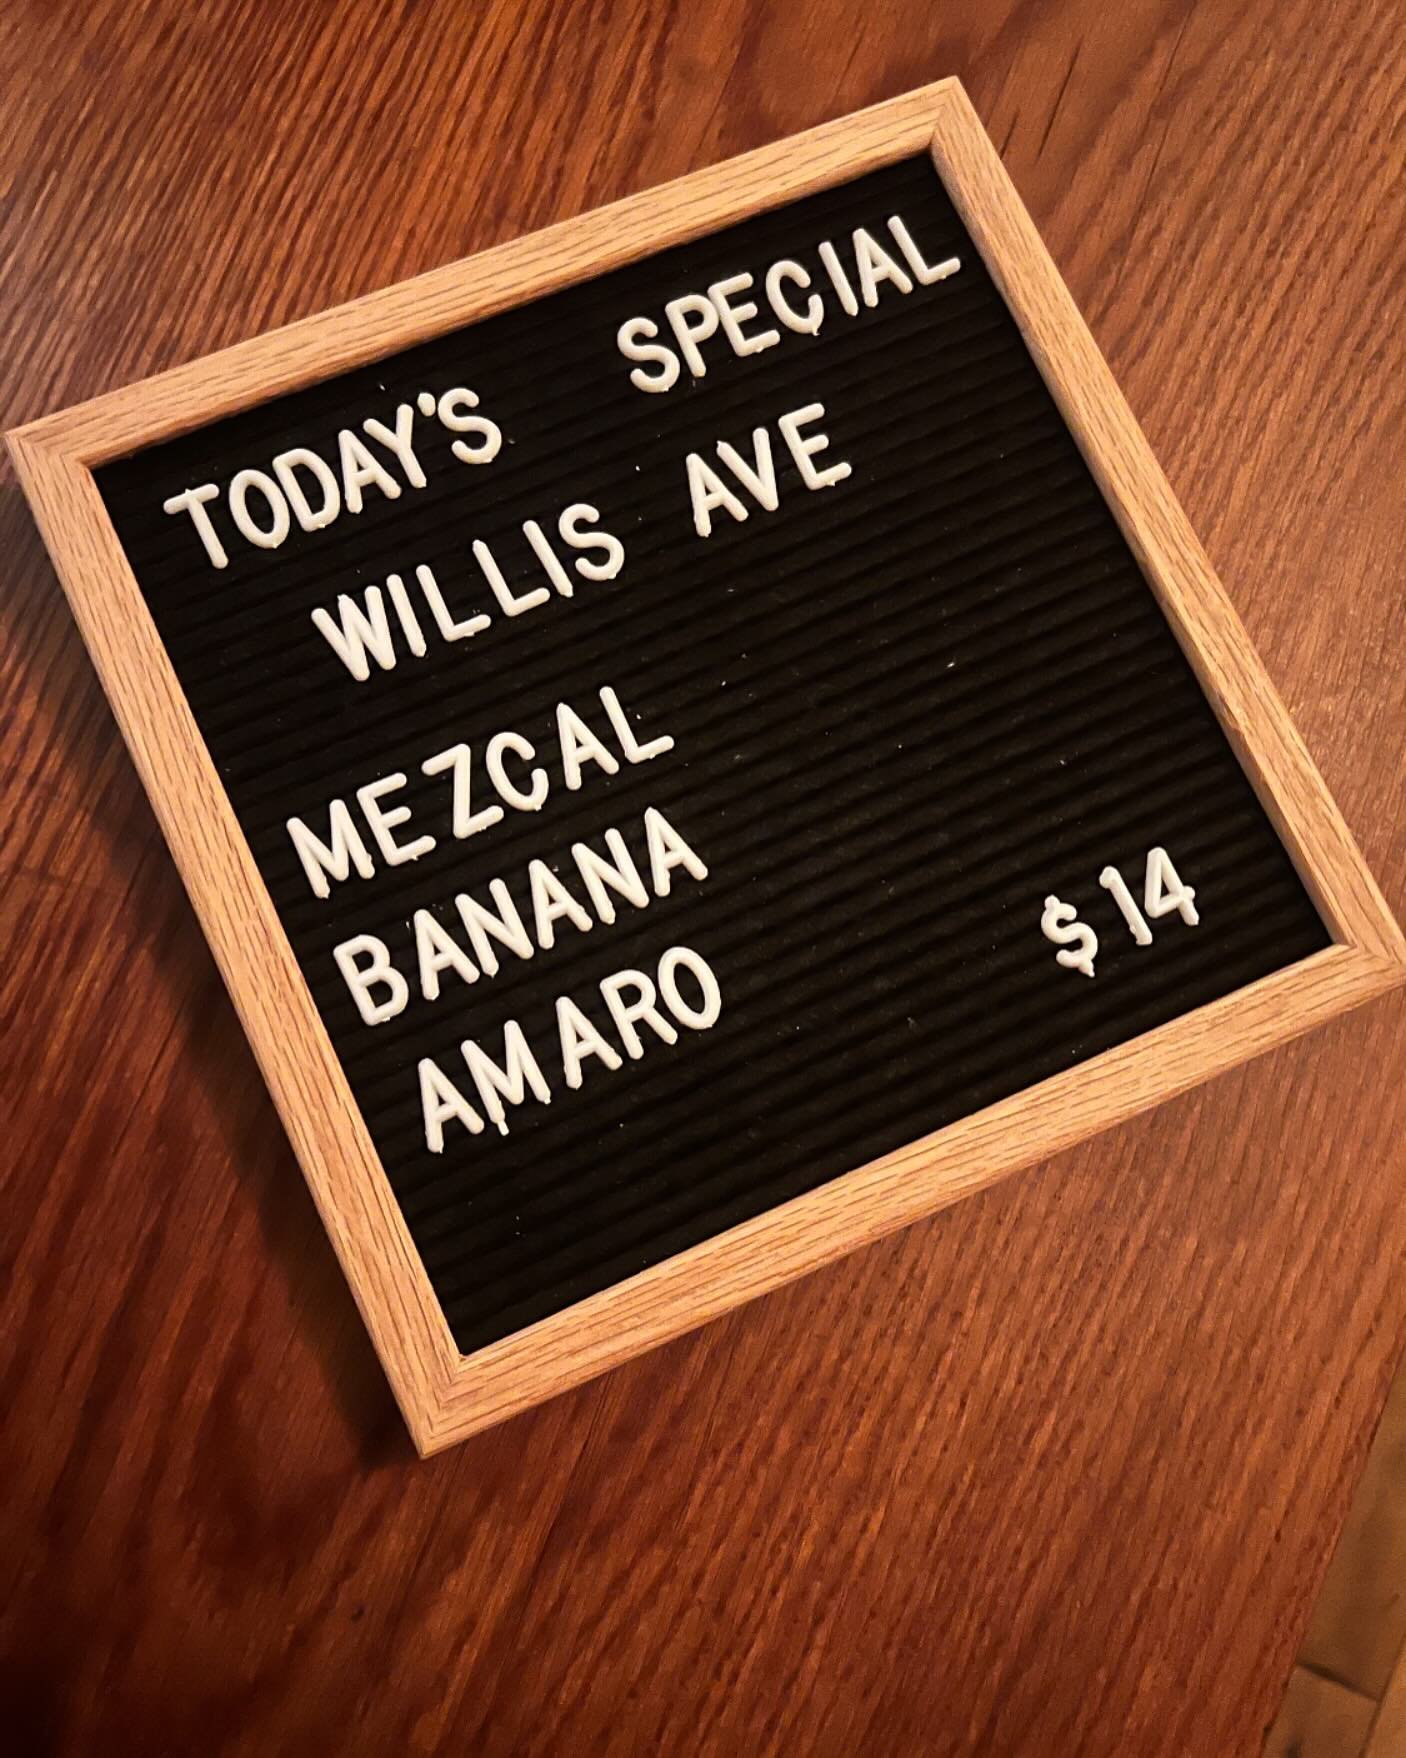 TODAY'S SPECIAL
WILLIS AVE
MEZCAL
BANANA
AMARO $14